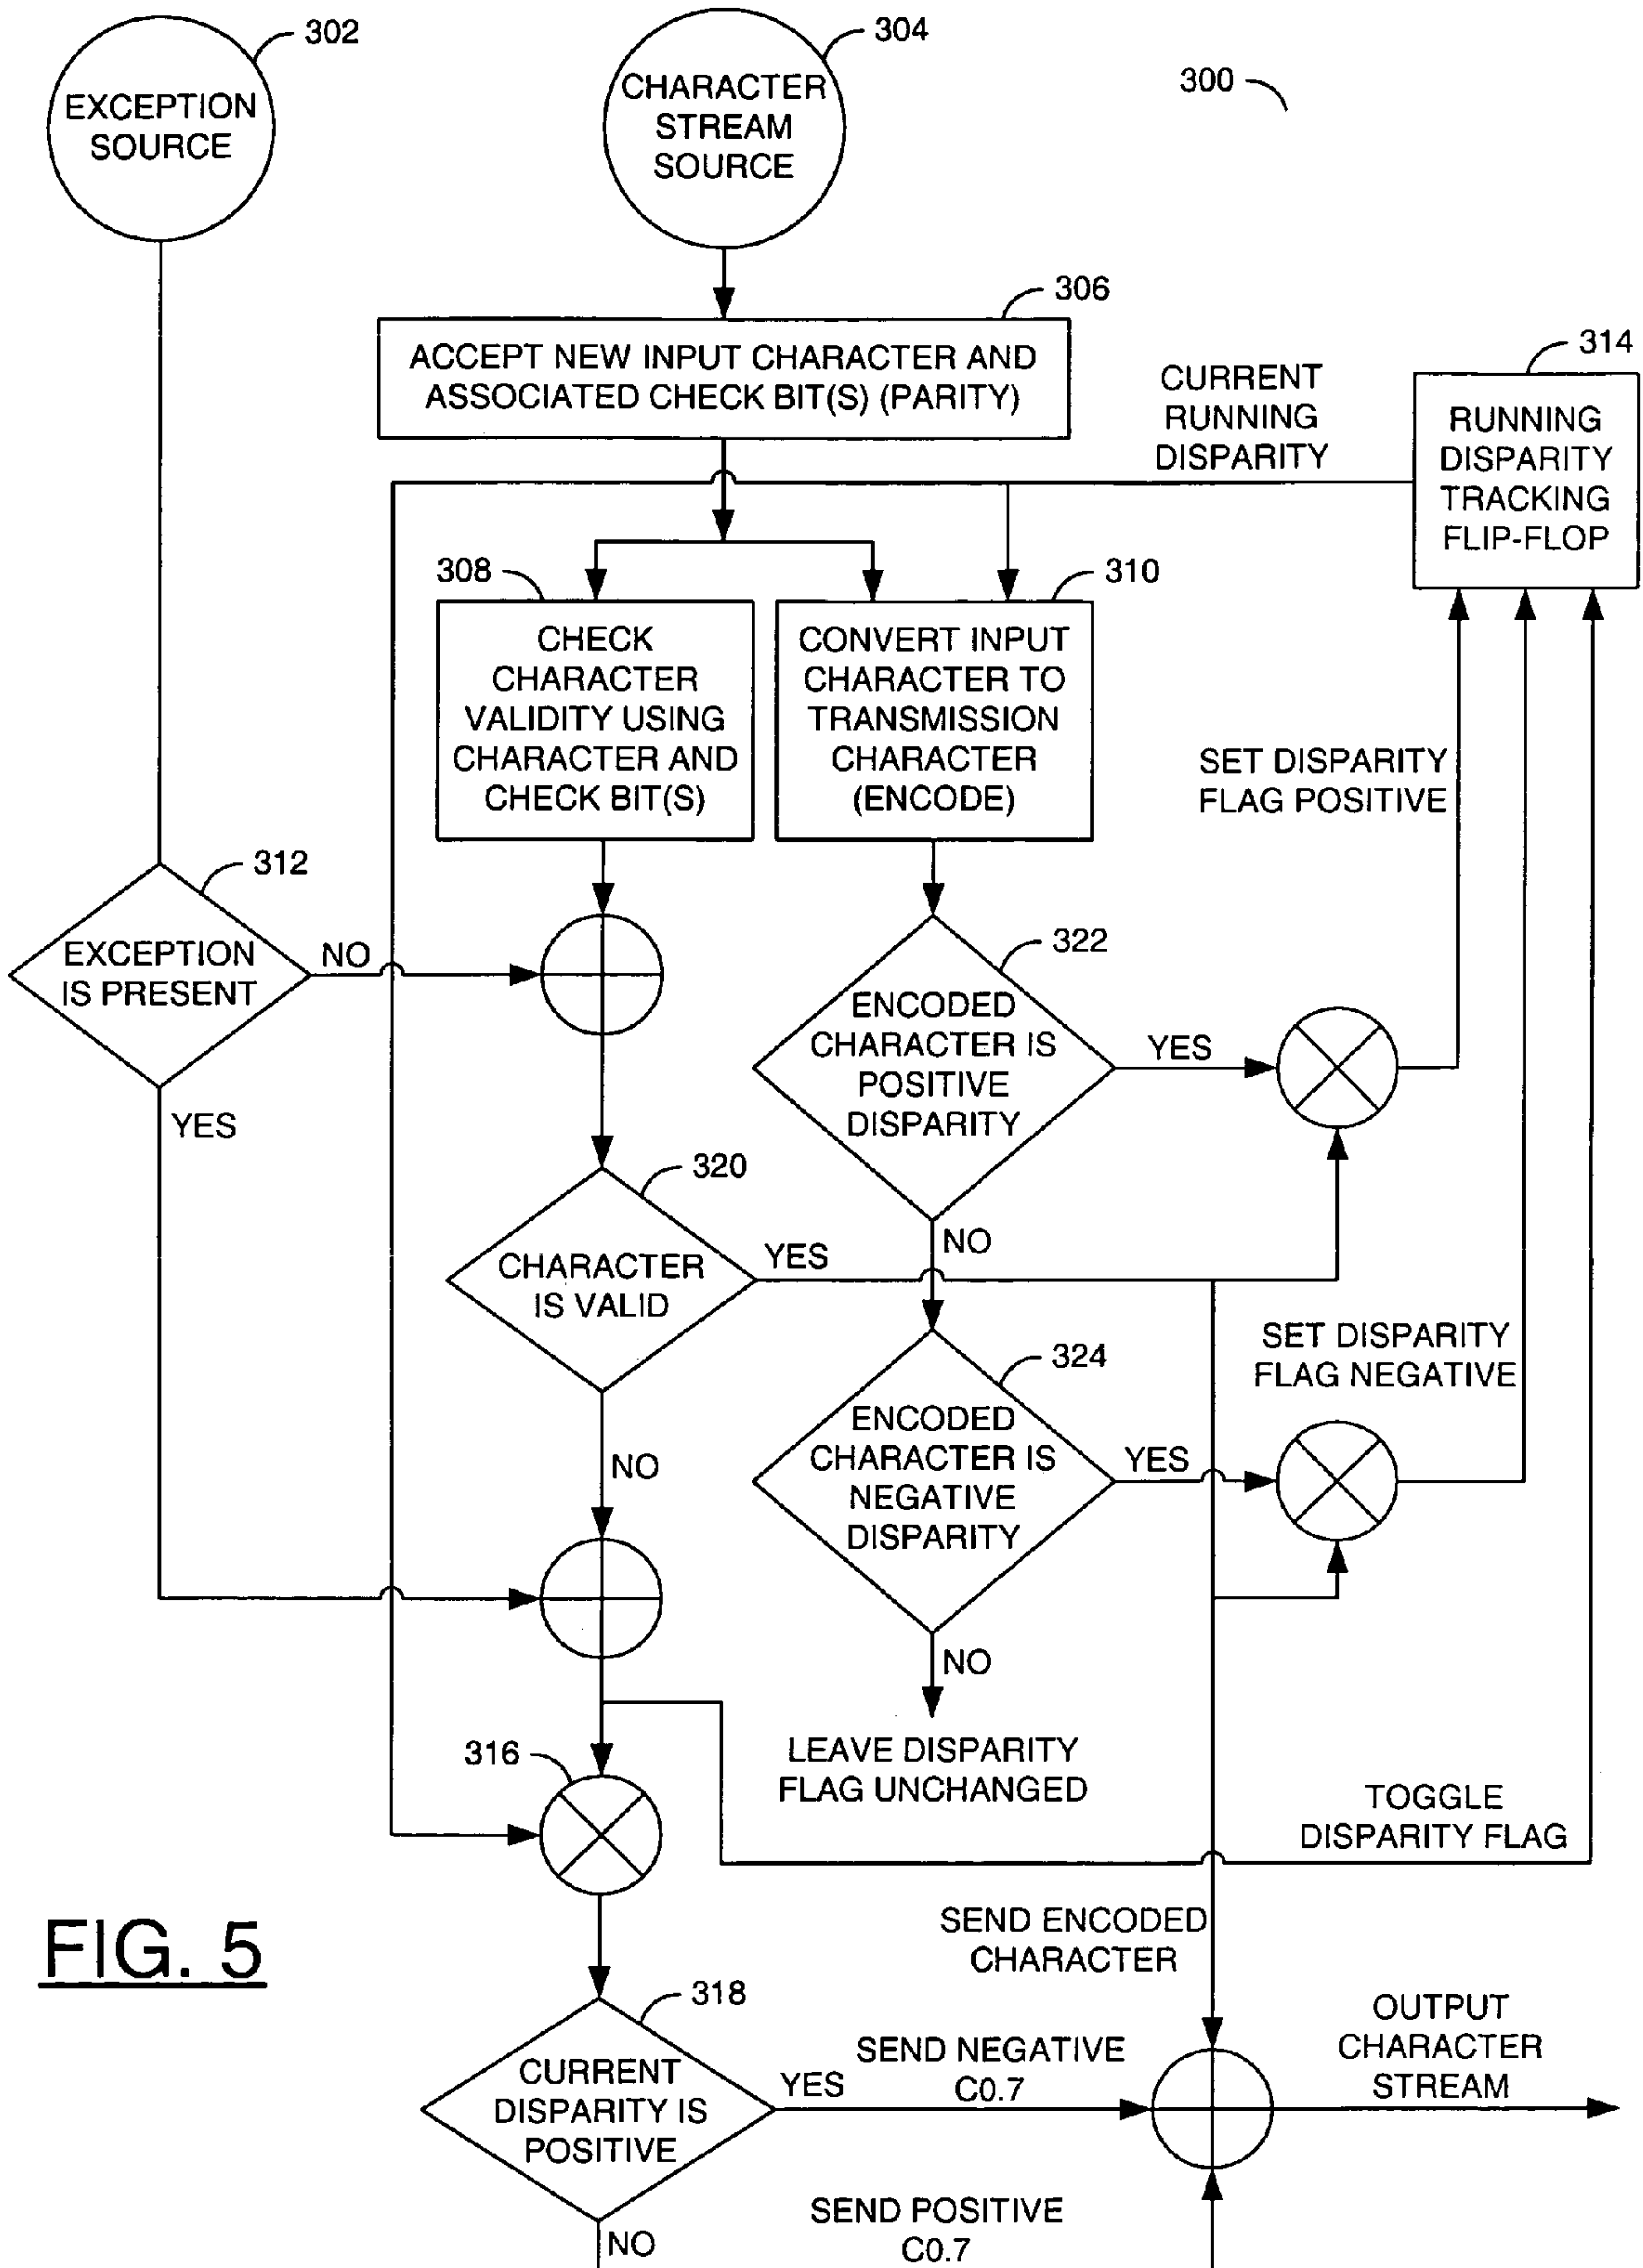 302
304
300
EXCEPTION
SOURCE
CHARACTER
STREAM
SOURCE
306
ACCEPT NEW INPUT CHARACTER AND
ASSOCIATED CHECK BIT(S) (PARITY)
CURRENT
RUNNING
DISPARITY
314
RUNNING
DISPARITY
TRACKING
FLIP-FLOP
308
310
CHECK
CHARACTER
VALIDITY USING
CHARACTER AND
CHECK BIT(S)
CONVERT INPUT
CHARACTER TO
TRANSMISSION
CHARACTER
(ENCODE)
SET DISPARITY
FLAG POSITIVE
312
EXCEPTION
IS PRESENT
NO
YES
322
ENCODED
CHARACTER IS
POSITIVE
DISPARITY
YES
NO
320
CHARACTER
IS VALID
YES
NO
SET DISPARITY
FLAG NEGATIVE
324
ENCODED
CHARACTER IS
NEGATIVE
DISPARITY
YES
NO
LEAVE DISPARITY
FLAG UNCHANGED
316
TOGGLE
DISPARITY FLAG
SEND ENCODED
CHARACTER
FIG. 5
318
CURRENT
DISPARITY IS
POSITIVE
YES
SEND NEGATIVE
C0.7
OUTPUT
CHARACTER
STREAM
NO
SEND POSITIVE
C0.7